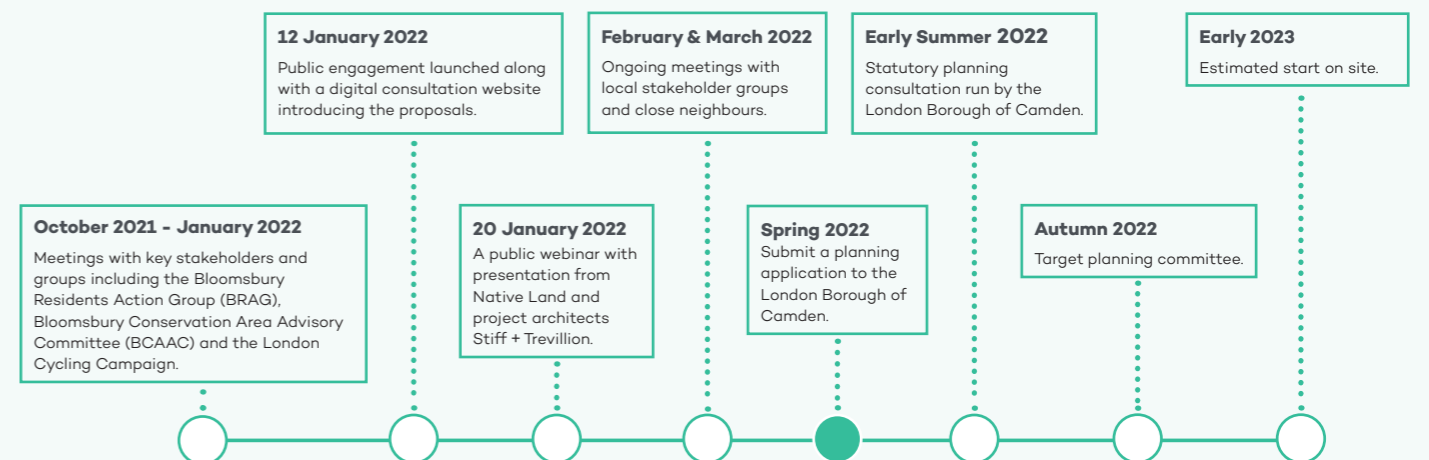 October 2021 - January 2022
Meetings with key stakeholders and
groups including the Bloomsbury
Residents Action Group (BRAG),
Bloomsbury Conservation Area Advisory
Committee (BCAAC) and the London
Cycling Campaign.
12 January 2022
Public engagement launched along
with a digital consultation website
introducing the proposals.
20 January 2022
A public webinar with
presentation from
Native Land and
project architects
Stiff + Trevillion.
February & March 2022
Ongoing meetings with
local stakeholder groups
and close neighbours.
Spring 2022
Submit a planning
application to the
London Borough of
Camden.
Early Summer 2022
Statutory planning
consultation run by the
London Borough of Camden.
Autumn 2022
Target planning committee.
Early 2023
Estimated start on site.